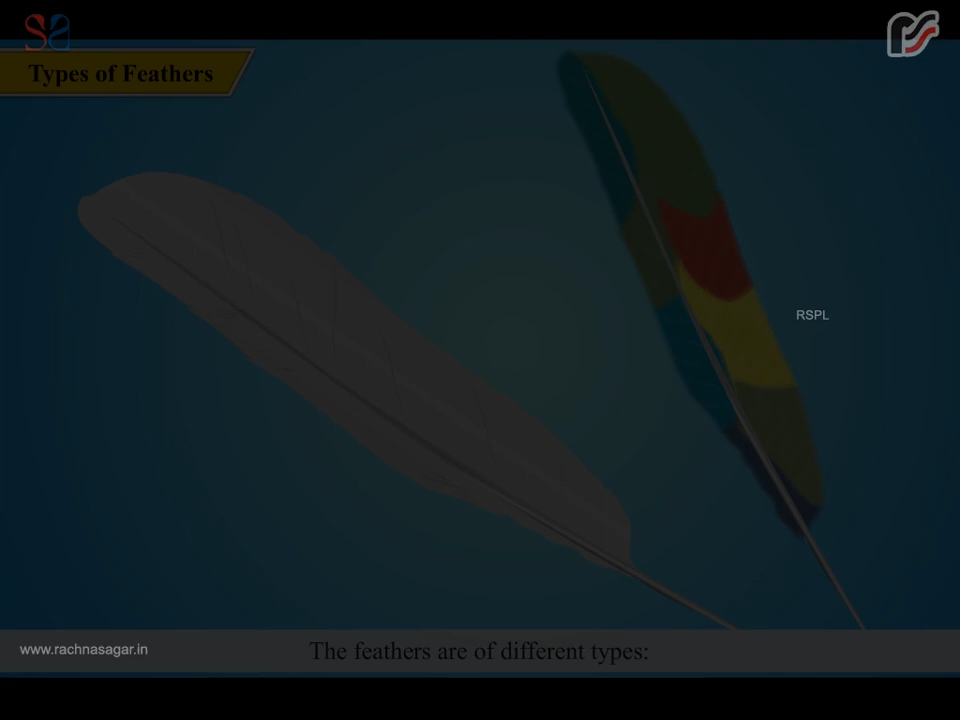 Types of Feathers
RSPL
www.rachnasagar.in
The feathers are of different types: